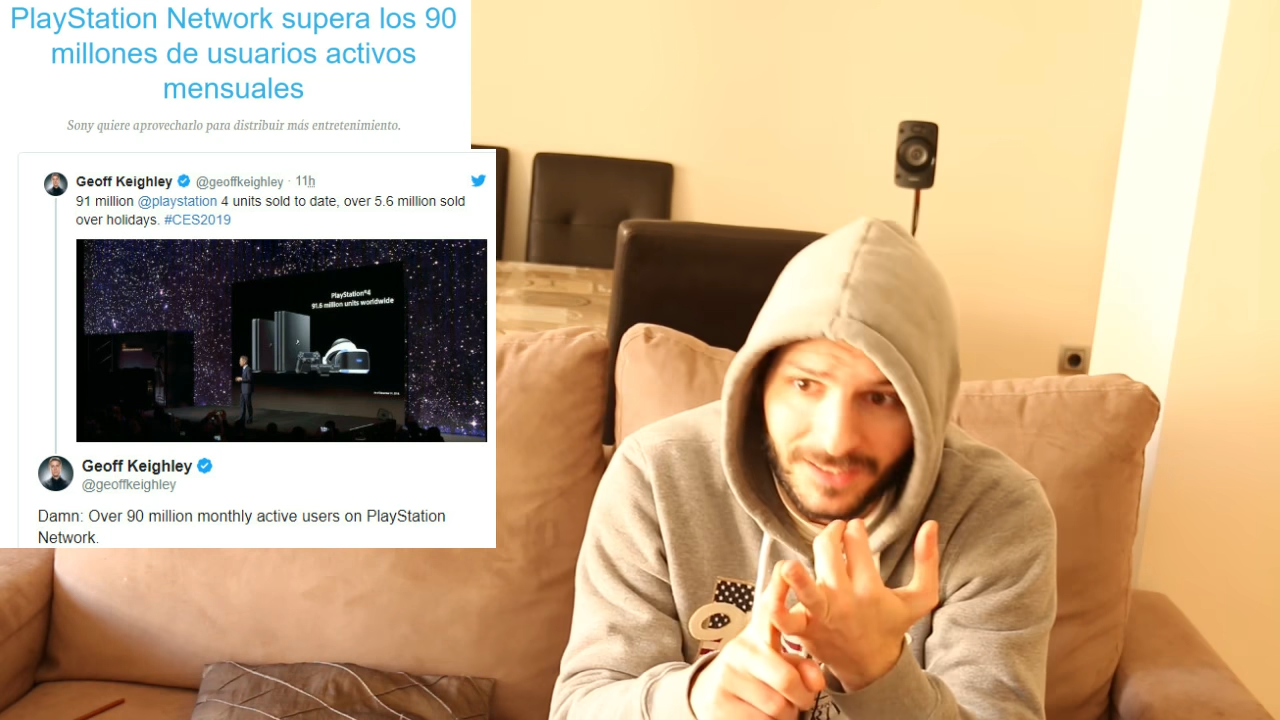 PlayStation Network supera los 90
millones de usuarios activos
mensuales
Sony quiere aprovecharlo para distribuir más entretenimiento.
Geoff Keighley @geoffkeighley · 11h
91 million @playstation 4 units sold to date, over 5.6 million sold
over holidays. #CES2019
PlayStation®4
91.6 million units worldwide
Geoff Keighley
@geoffkeighley
Damn: Over 90 million monthly active users on PlayStation
Network.